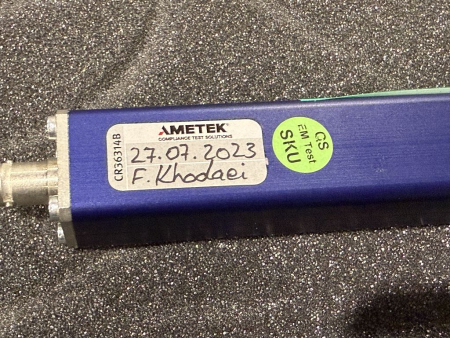 AMETEK
COMPLIANCE TEST SOLUTIONS
27.07.2023
F. Khodaei
CR36314B
CS
EM Test
SKU